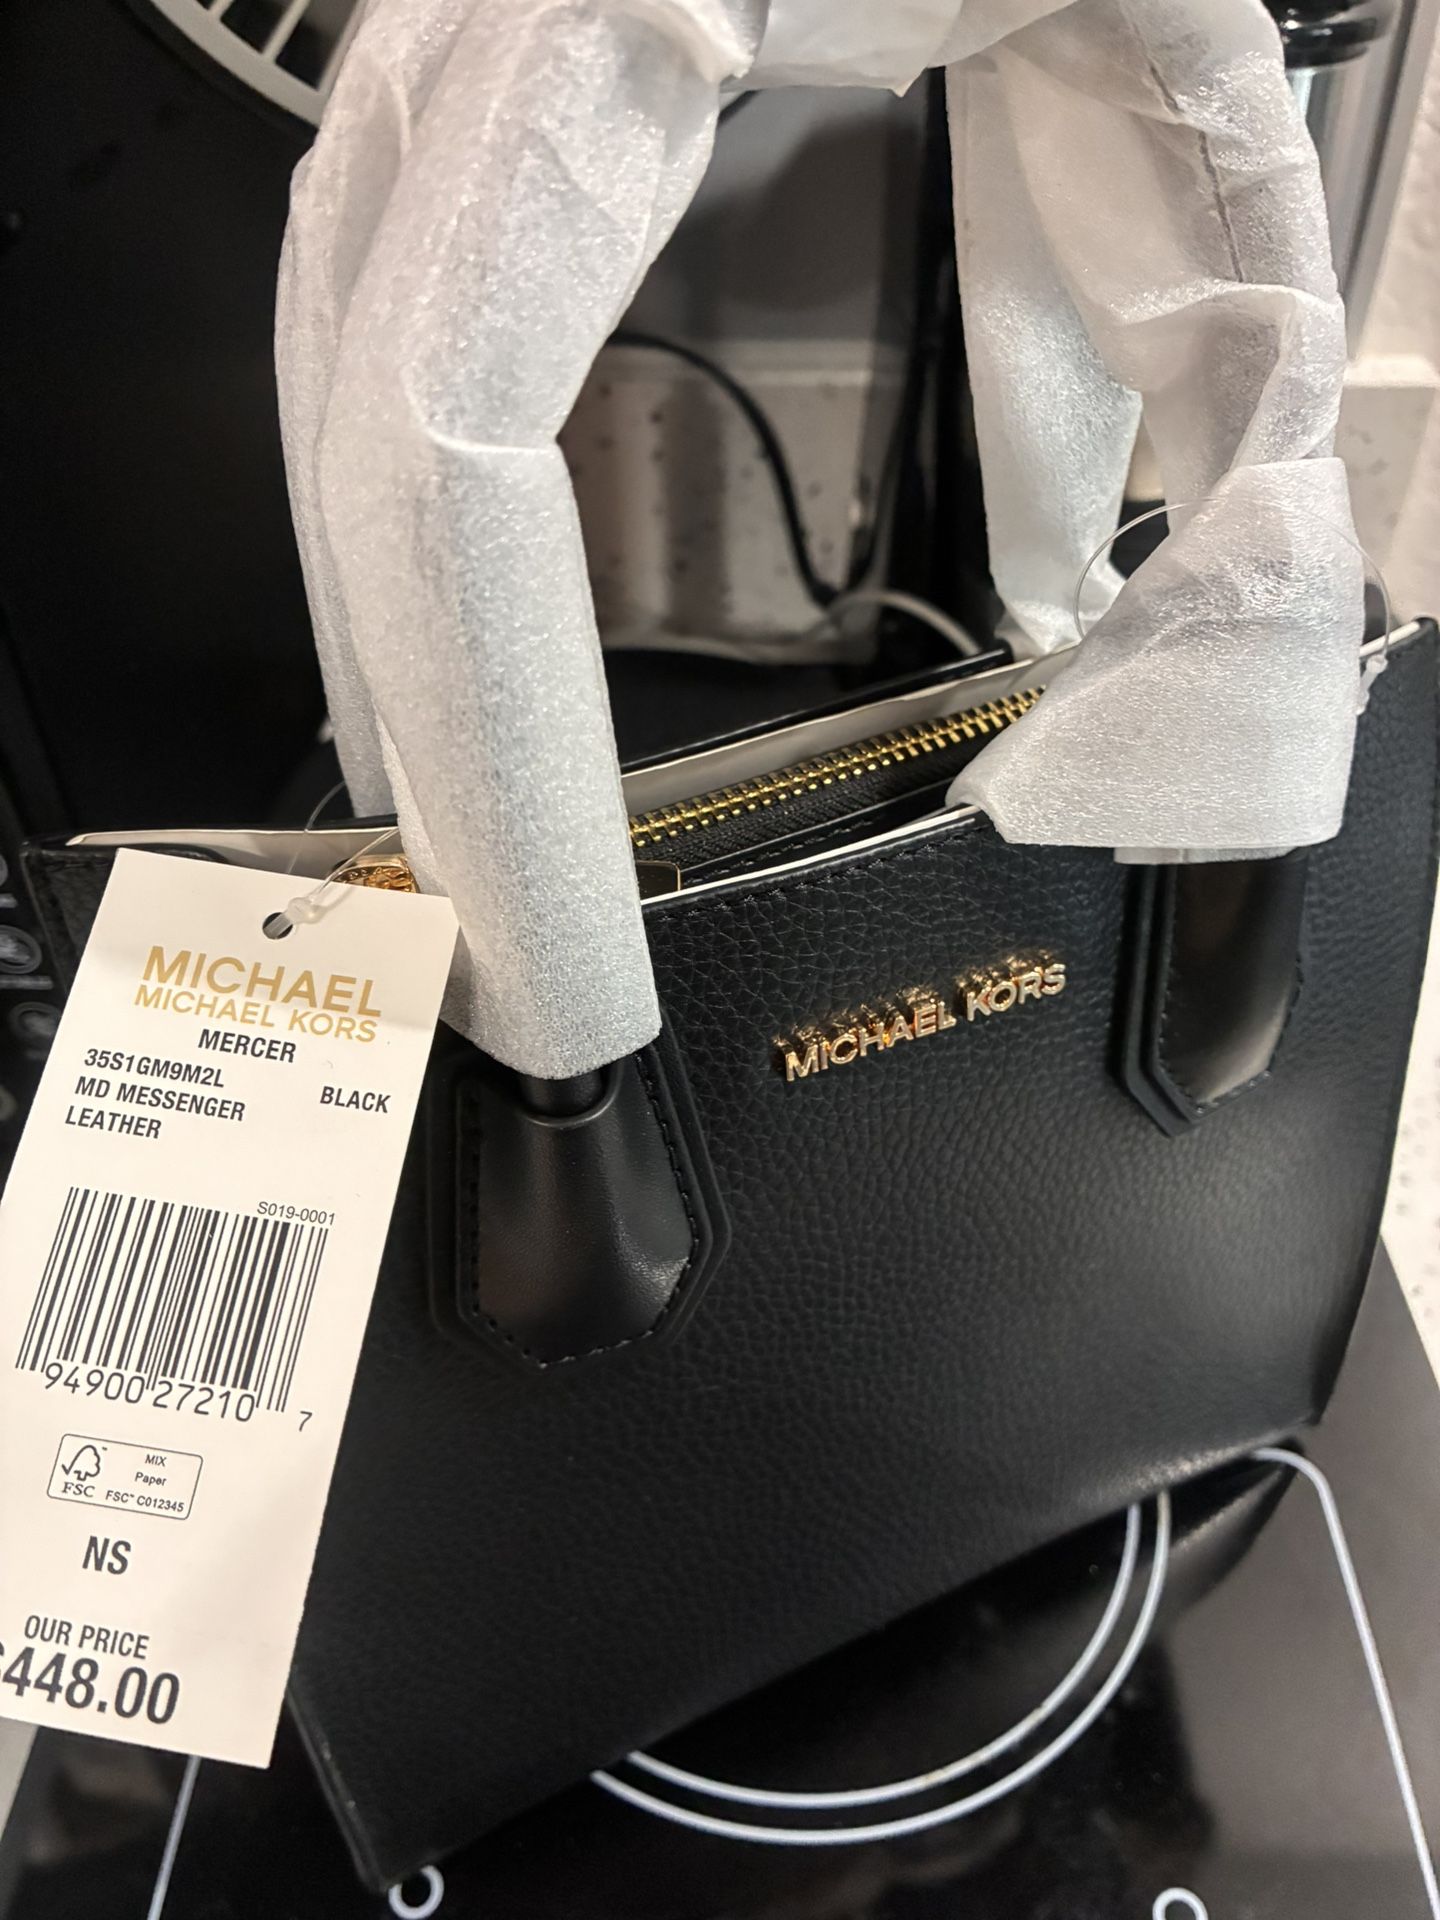 MICHAEL
MICHAEL KORS
MERCER
35S1GM9M2L
MD MESSENGER BLACK
LEATHER
S019-0001
94900 27210 7
FSC
MIX
Paper
FSC™ C012345
NS
OUR PRICE
$448.00
MICHAEL KORS